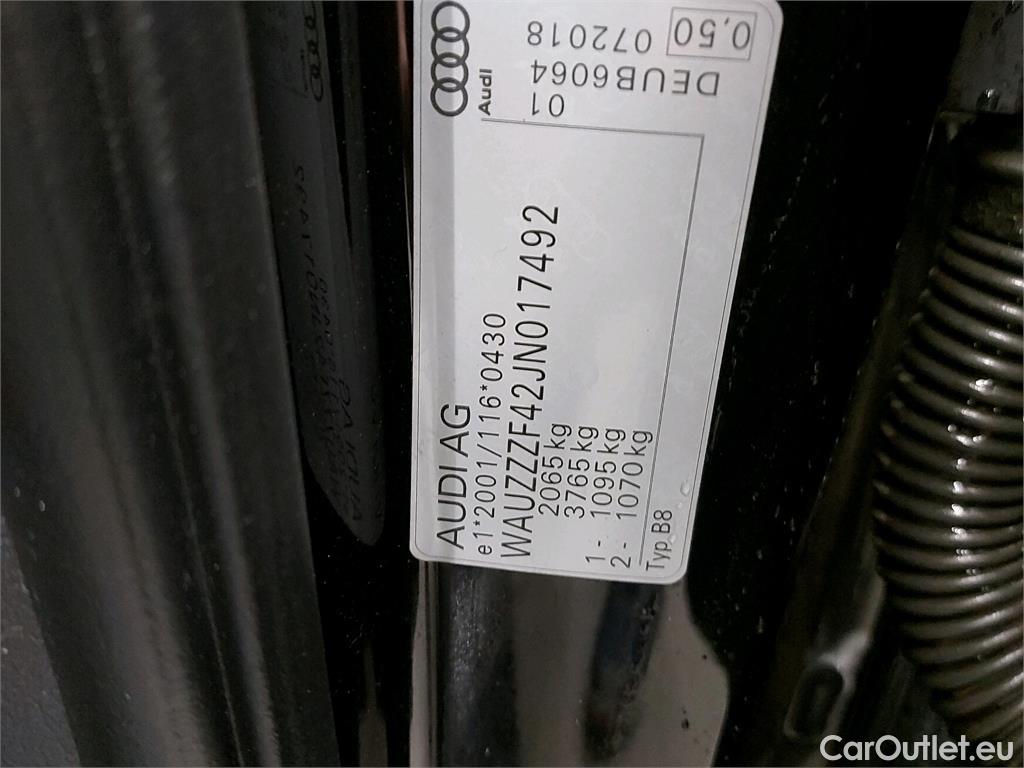 AUDI AG
e1*2001/116*0430
WAUZZZF42JN017492
2065 kg
3765 kg
1 - 1095 kg
2 - 1070 kg
Typ B8
Audi
01
DEUB6064
072018 0,50
CarOutlet.eu